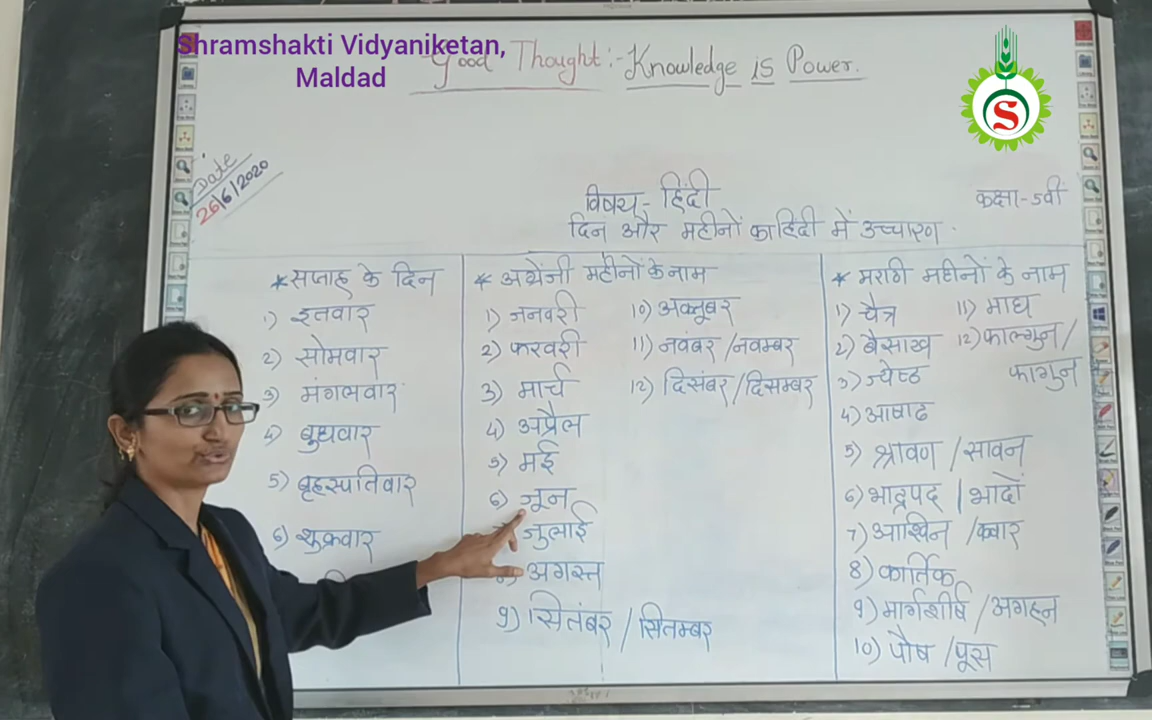 Shramshakti Vidyaniketan,
Maldad
Good Thought:- Knowledge is Power.
Date
26/6/2020
विषय- हिंदी
कक्षा-5वीं
दिन और महीनों का हिंदी में उच्चारण.
*सप्ताह के दिन
1) इतवार
2) सोमवार
3) मंगलवार
4) बुधवार
5) बृहस्पतिवार
6) शुक्रवार
* अंग्रेजी महीनों के नाम
1) जनवरी
2) फरवरी
3) मार्च
4) अप्रैल
5) मई
6) जून
जुलाई
8) अगस्त
9) सितंबर / सितम्बर
10) अक्तूबर
11) नवंबर /नवम्बर
12) दिसंबर/दिसम्बर
* मराठी महीनों के नाम
1) चैत्र
2) बैसाख
3) ज्येष्ठ
4) आषाढ
5) श्रावण /सावन
6) भाद्रपद / भादों
7) आश्विन /क्वार
8) कार्तिक
9) मार्गशीर्ष /अगहन
10) पौष /पूस
11) माघ
12) फाल्गुन/
फागुन
S